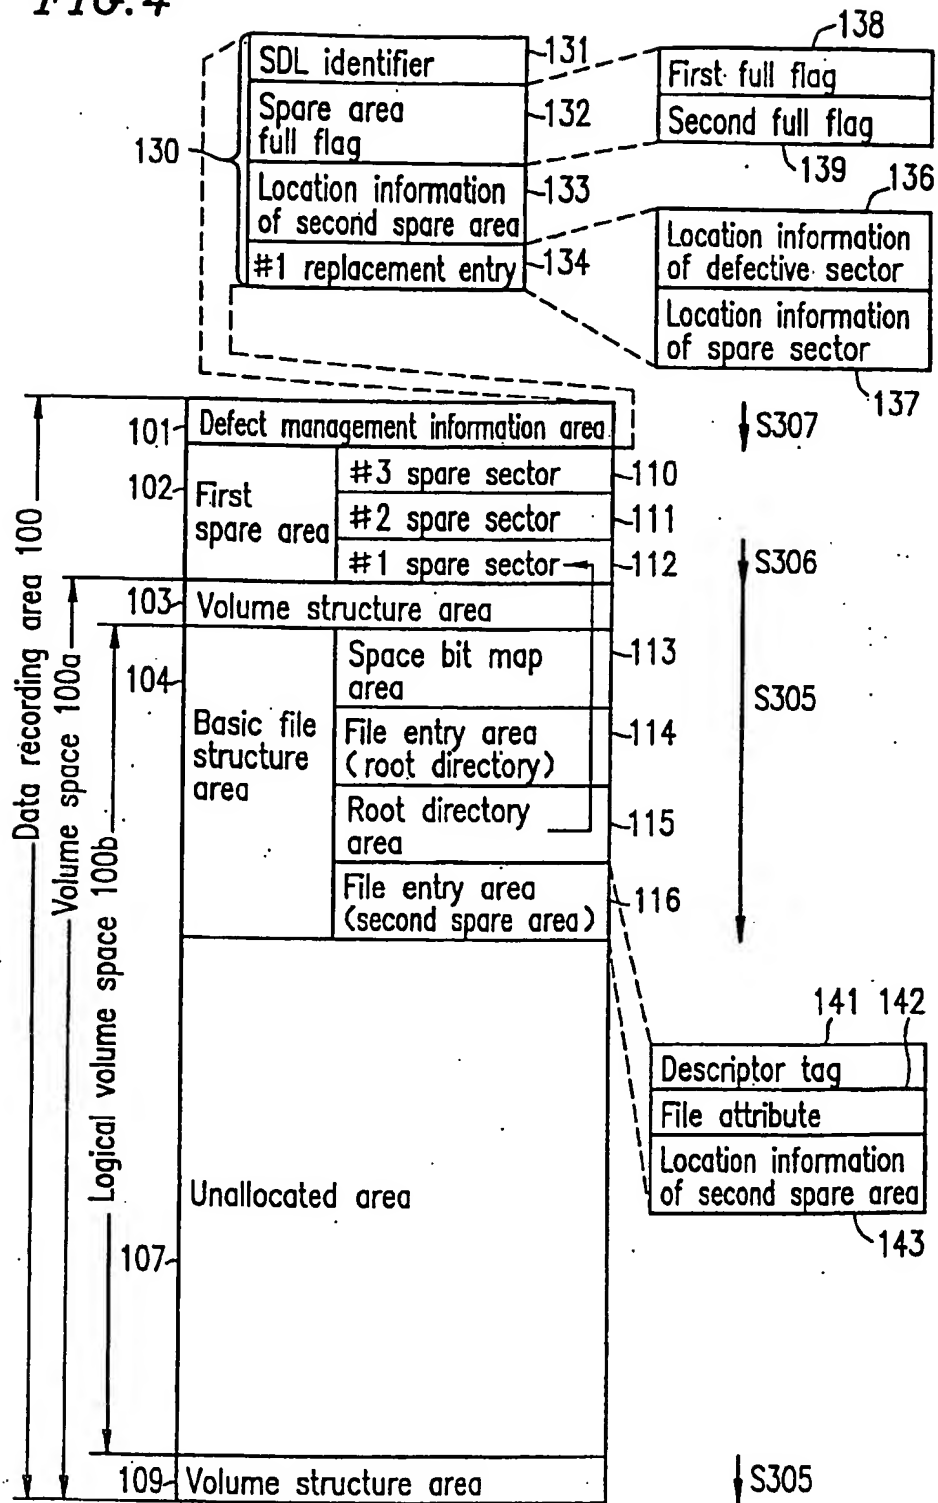 FIG. 4
138
SDL identifier
131
First full flag
Spare area
full flag
132
Second full flag
130
139
136
Location information
of second spare area
133
Location information
of defective sector
#1 replacement entry
134
Location information
of spare sector
137
101
Defect management information area
S307
102
First
spare area
#3 spare sector
110
#2 spare sector
111
#1 spare sector
112
S306
103
Volume structure area
104
Basic file
structure
area
Space bit map
area
113
S305
File entry area
(root directory)
114
Root directory
area
115
File entry area
(second spare area)
116
Data recording area 100
Volume space 100a
Logical volume space 100b
141 142
Descriptor tag
File attribute
Location information
of second spare area
143
Unallocated area
107
109
Volume structure area
S305